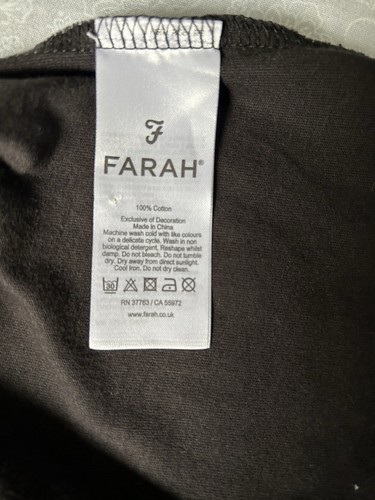 F
FARAH®
100% Cotton
Exclusive of Decoration
Made in China
Machine wash cold with like colours
on a delicate cycle. Wash in non
biological detergent. Reshape whilst
damp. Do not bleach. Do not tumble
dry. Dry away from direct sunlight.
Cool Iron. Do not dry clean.
30
RN 37763 / CA 55972
www.farah.co.uk